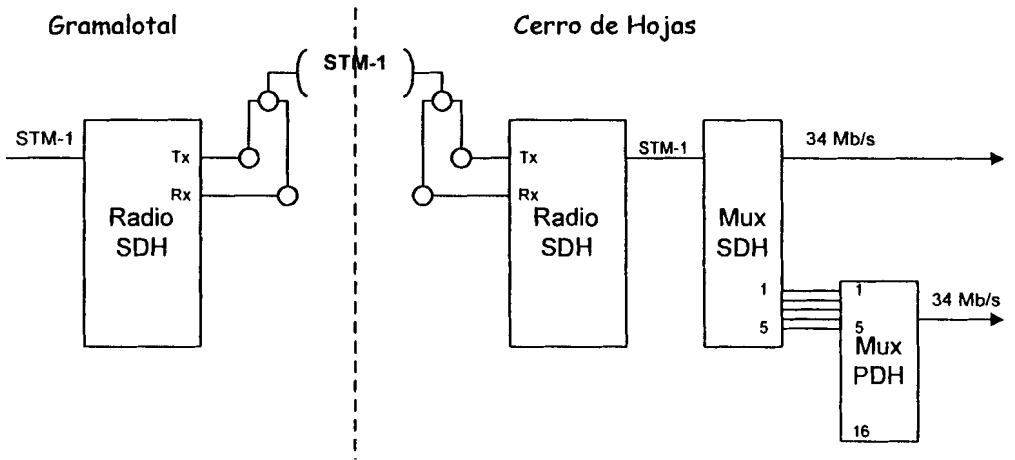 Gramalotal
Cerro de Hojas
STM-1
STM-1
Tx
Rx
Radio
SDH
Tx
Rx
Radio
SDH
STM-1
Mux
SDH
1
5
34 Mb/s
1
5
Mux
PDH
16
34 Mb/s